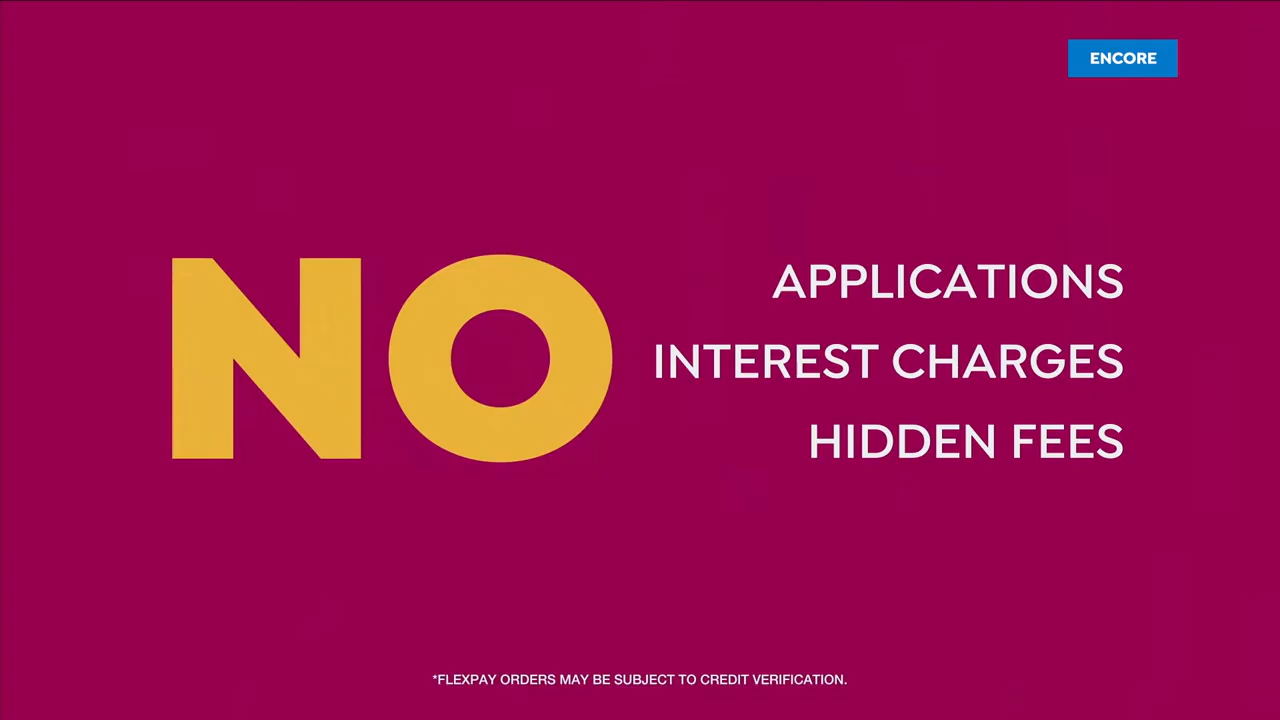 ENCORE
NO
APPLICATIONS
INTEREST CHARGES
HIDDEN FEES
*FLEXPAY ORDERS MAY BE SUBJECT TO CREDIT VERIFICATION.